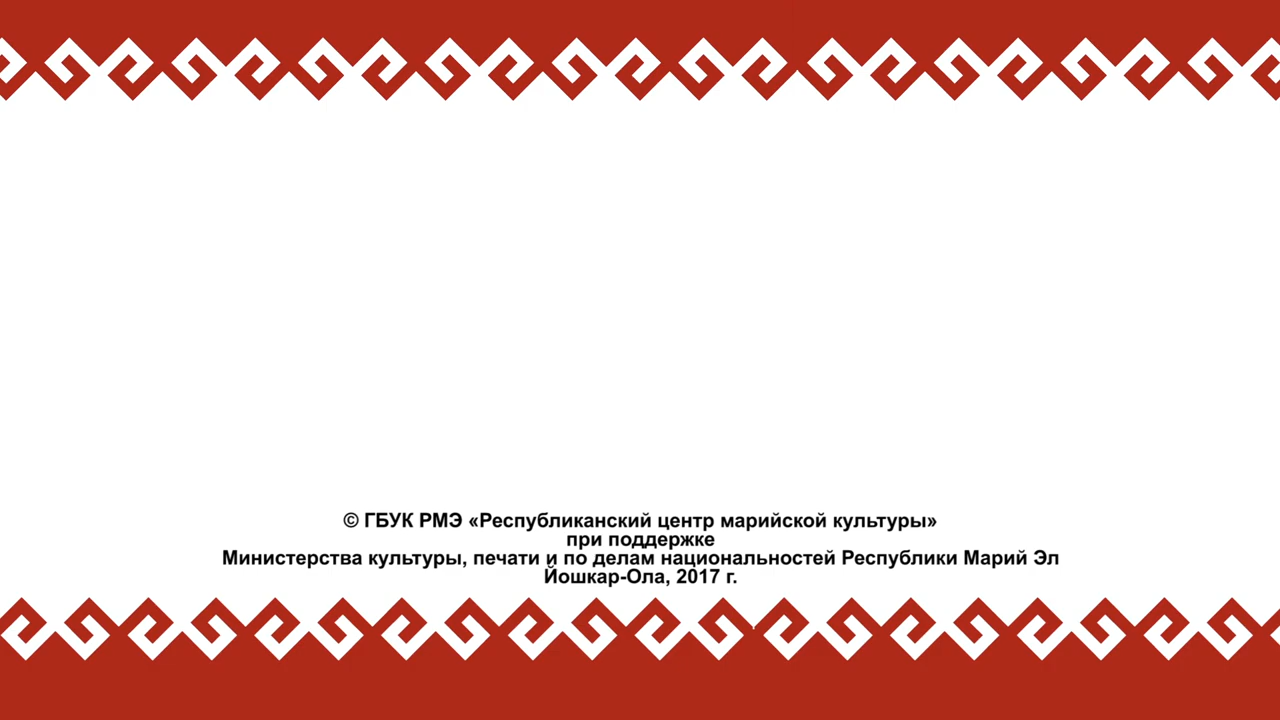 © ГБУК РМЭ «Республиканский центр марийской культуры»
при поддержке
Министерства культуры, печати и по делам национальностей Республики Марий Эл
Йошкар-Ола, 2017 г.